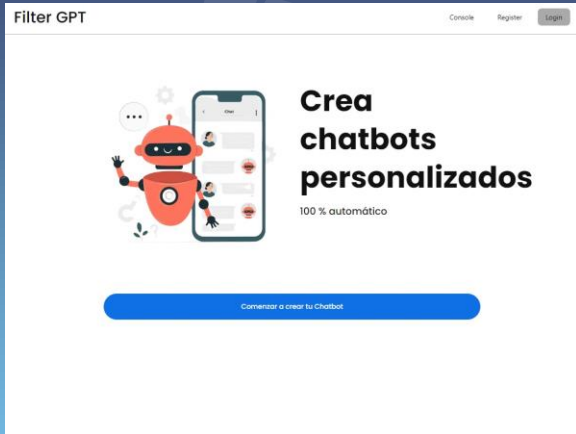 Filter GPT
Console Register Login
Chat
Crea
chatbots
personalizados
100 % automático
Comenzar a crear tu Chatbot